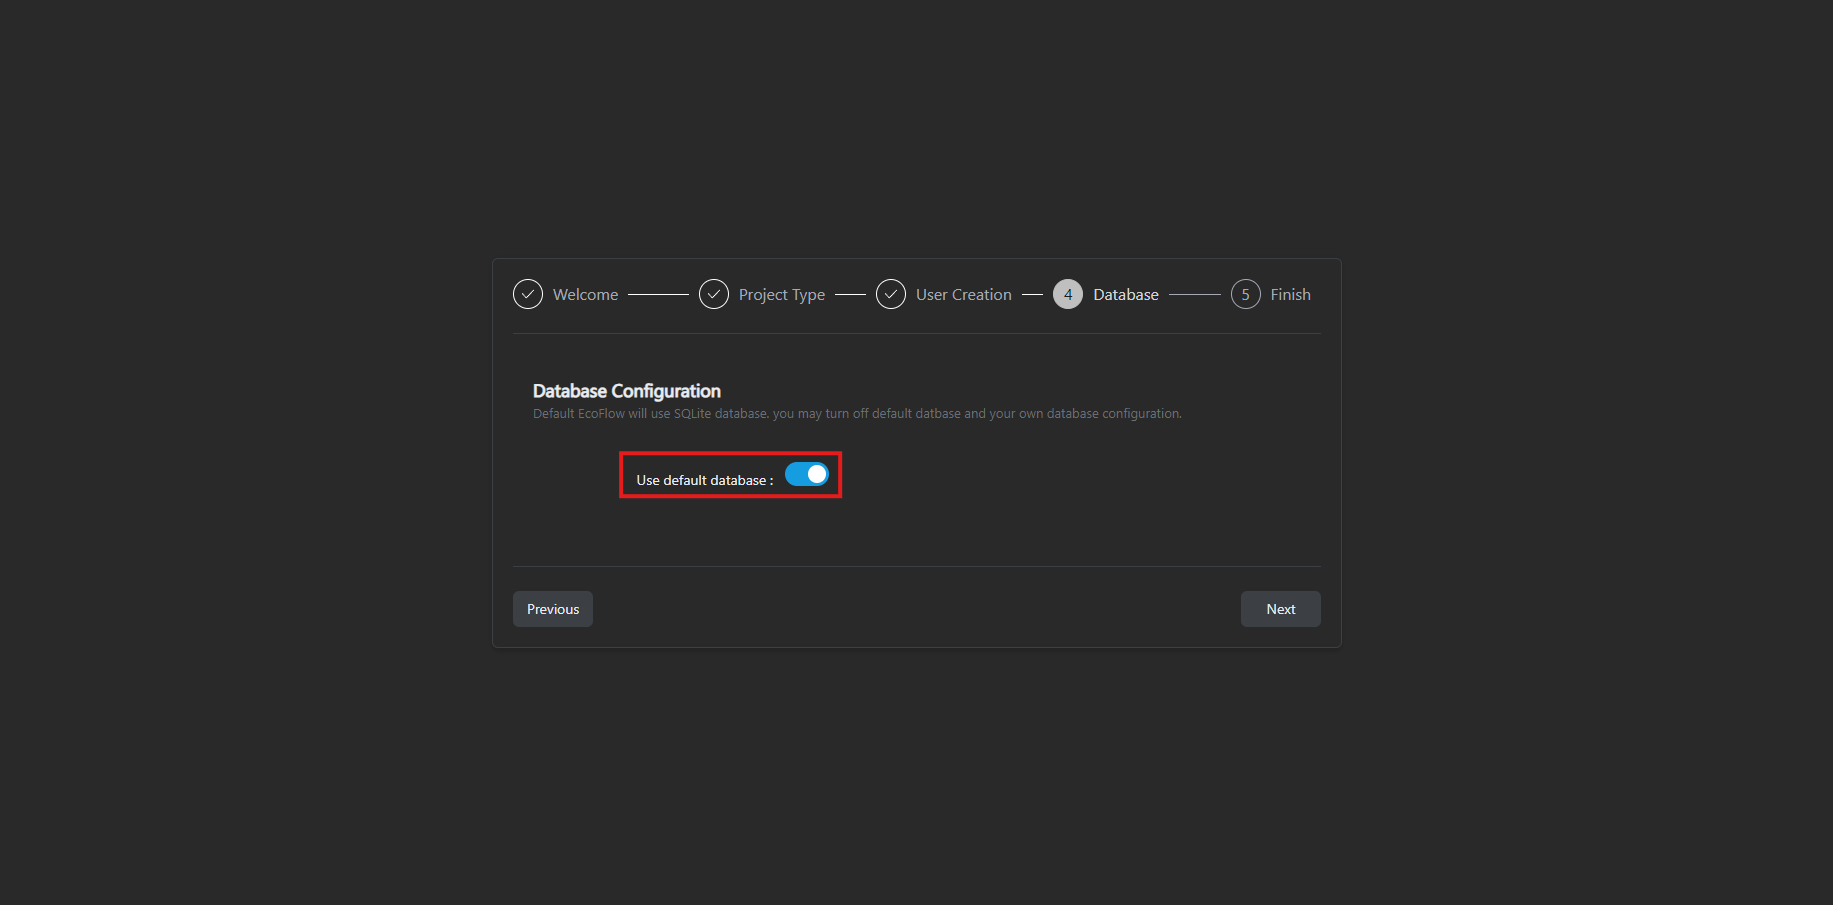 Welcome Project Type User Creation 4 Database 5 Finish
Database Configuration
Default EcoFlow will use SQLite database. you may turn off default datbase and your own database configuration.
Use default database :
Previous Next